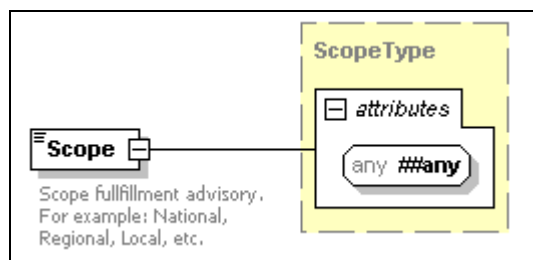 ScopeType
attributes
Scope
any ##any
Scope fullfillment advisory.
For example: National,
Regional, Local, etc.